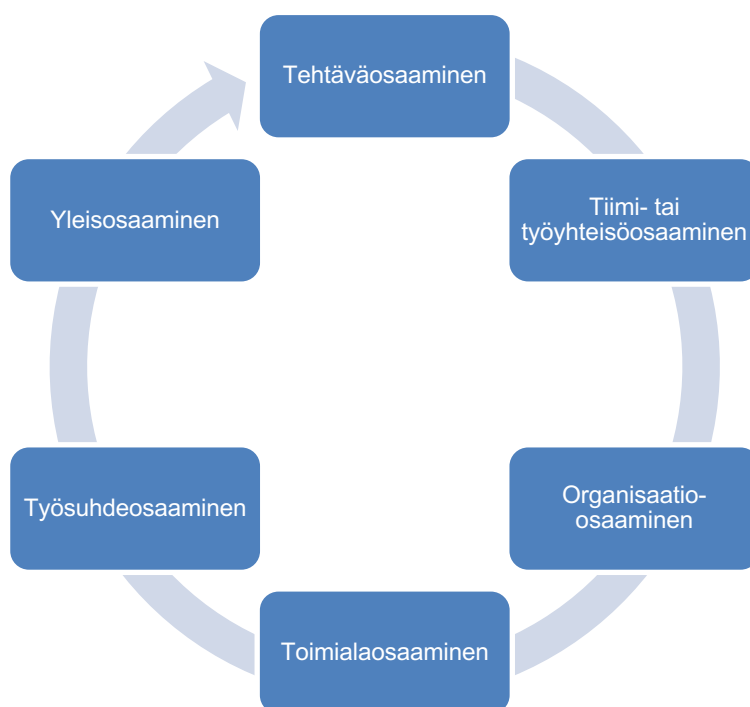 Tehtäväosaaminen
Tiimi- tai
työyhteisöosaaminen
Organisaatio-
osaaminen
Toimialaosaaminen
Työsuhdeosaaminen
Yleisosaaminen